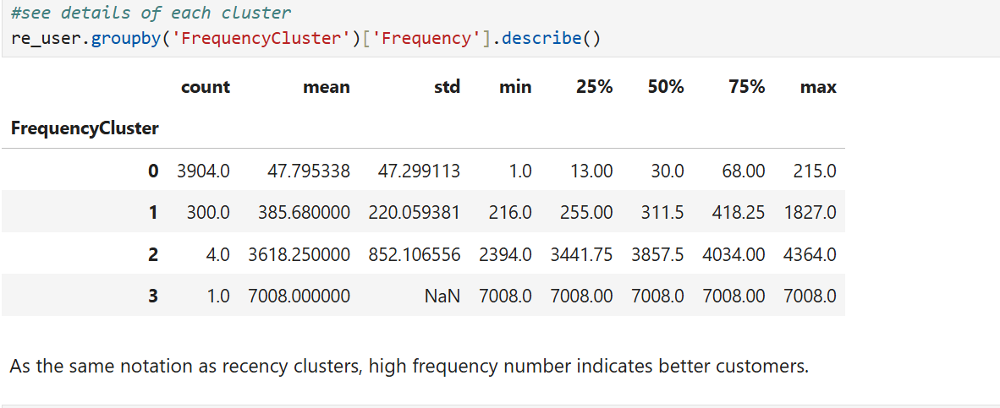 #see details of each cluster
re_user.groupby('FrequencyCluster')['Frequency'].describe()
count mean std min 25% 50% 75% max
FrequencyCluster
0 3904.0 47.795338 47.299113 1.0 13.00 30.0 68.00 215.0
1 300.0 385.680000 220.059381 216.0 255.00 311.5 418.25 1827.0
2 4.0 3618.250000 852.106556 2394.0 3441.75 3857.5 4034.00 4364.0
3 1.0 7008.000000 NaN 7008.0 7008.00 7008.0 7008.00 7008.0
As the same notation as recency clusters, high frequency number indicates better customers.